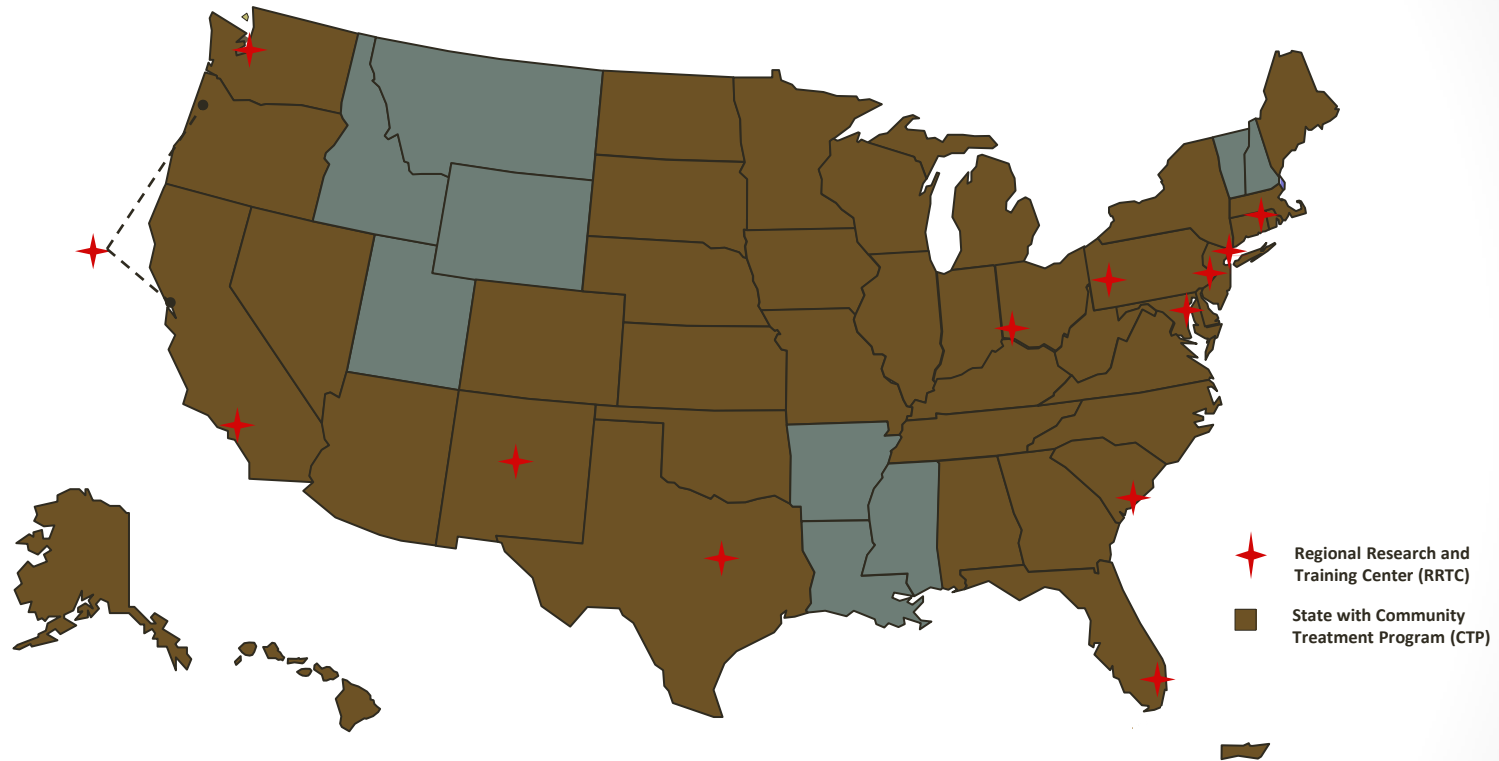 Regional Research and
Training Center (RRTC)
State with Community
Treatment Program (CTP)